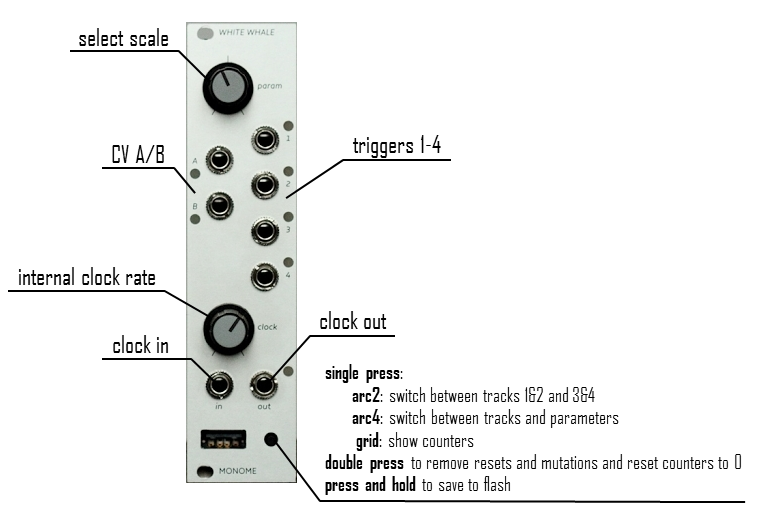 WHITE WHALE
select scale
param
1
CV A/B
A
triggers 1-4
2
B
3
4
internal clock rate
clock
clock out
clock in
in
out
single press:
arc2: switch between tracks 1&2 and 3&4
arc4: switch between tracks and parameters
grid: show counters
double press to remove resets and mutations and reset counters to 0
press and hold to save to flash
MONOME